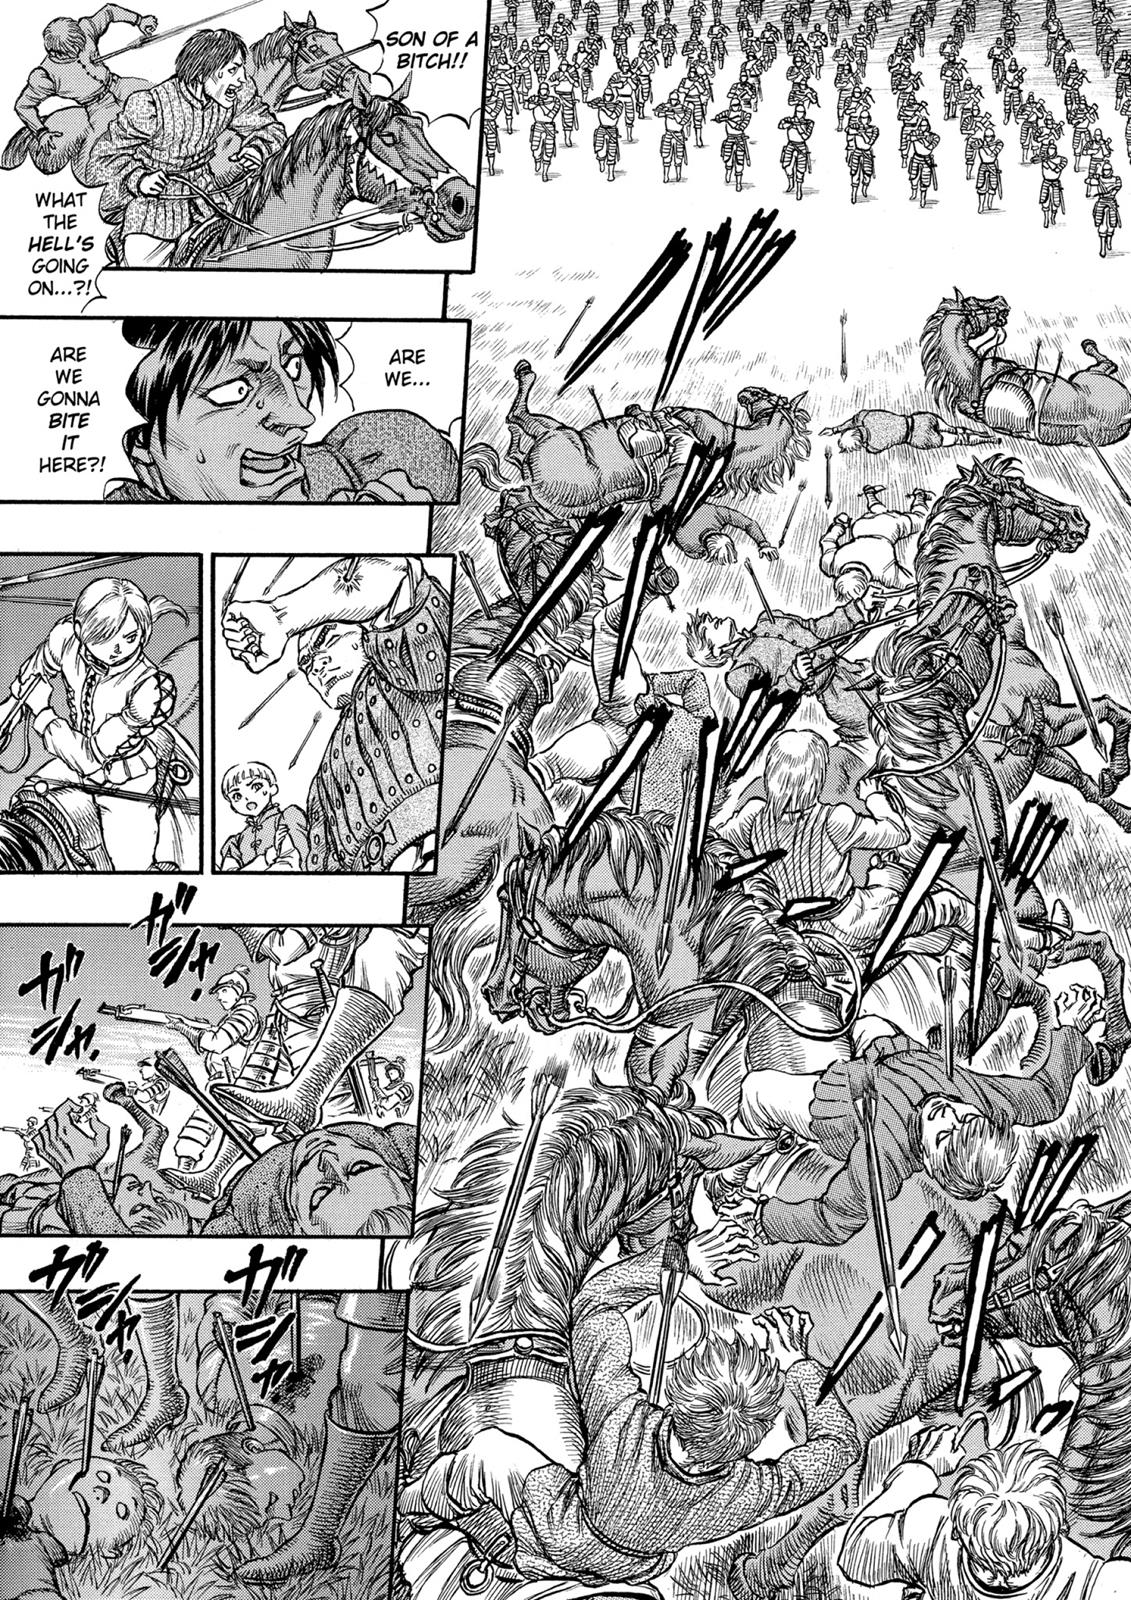 SON OF A
BITCH!!
WHAT
THE
HELL'S
GOING
ON...?!
ARE
WE...
ARE
WE
GONNA
BITE
IT
HERE?!
ガシャ
ガシャ
ガシャ
ガシャ